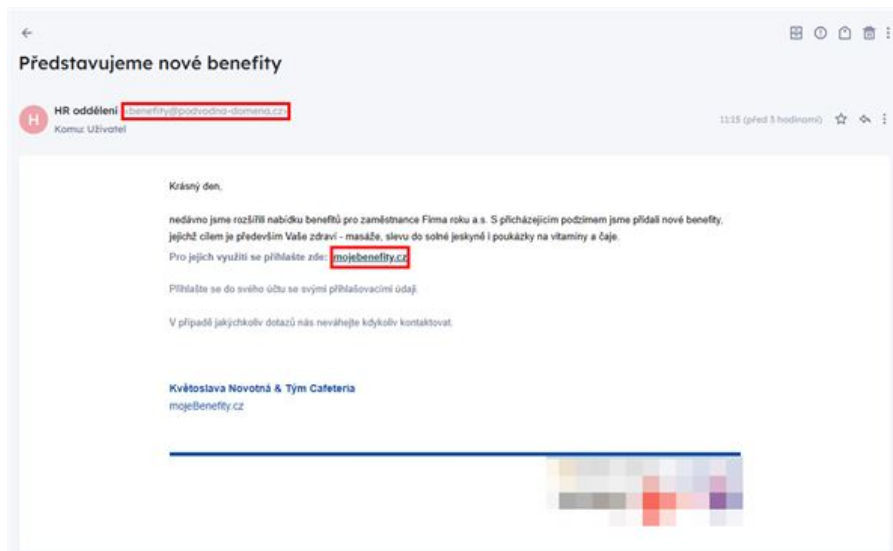 Představujeme nové benefity
H
HR oddělení <benefity@podvodna-domena.cz>
Komu: Uživatel
11:15 (před 3 hodinami)
Krásný den,
nedávno jsme rozšířili nabídku benefitů pro zaměstnance Firma roku a.s. S přicházejícím podzimem jsme přidali nové benefity,
jejichž cílem je především Vaše zdraví - masáže, slevu do solné jeskyně i poukázky na vitamíny a čaje.
Pro jejich využití se přihlašte zde: mojebenefity.cz
Přihlašte se do svého účtu se svými přihlašovacími údaji.
V případě jakýchkoliv dotazů nás neváhejte kdykoliv kontaktovat.
Květoslava Novotná & Tým Cafeteria
mojeBenefity.cz